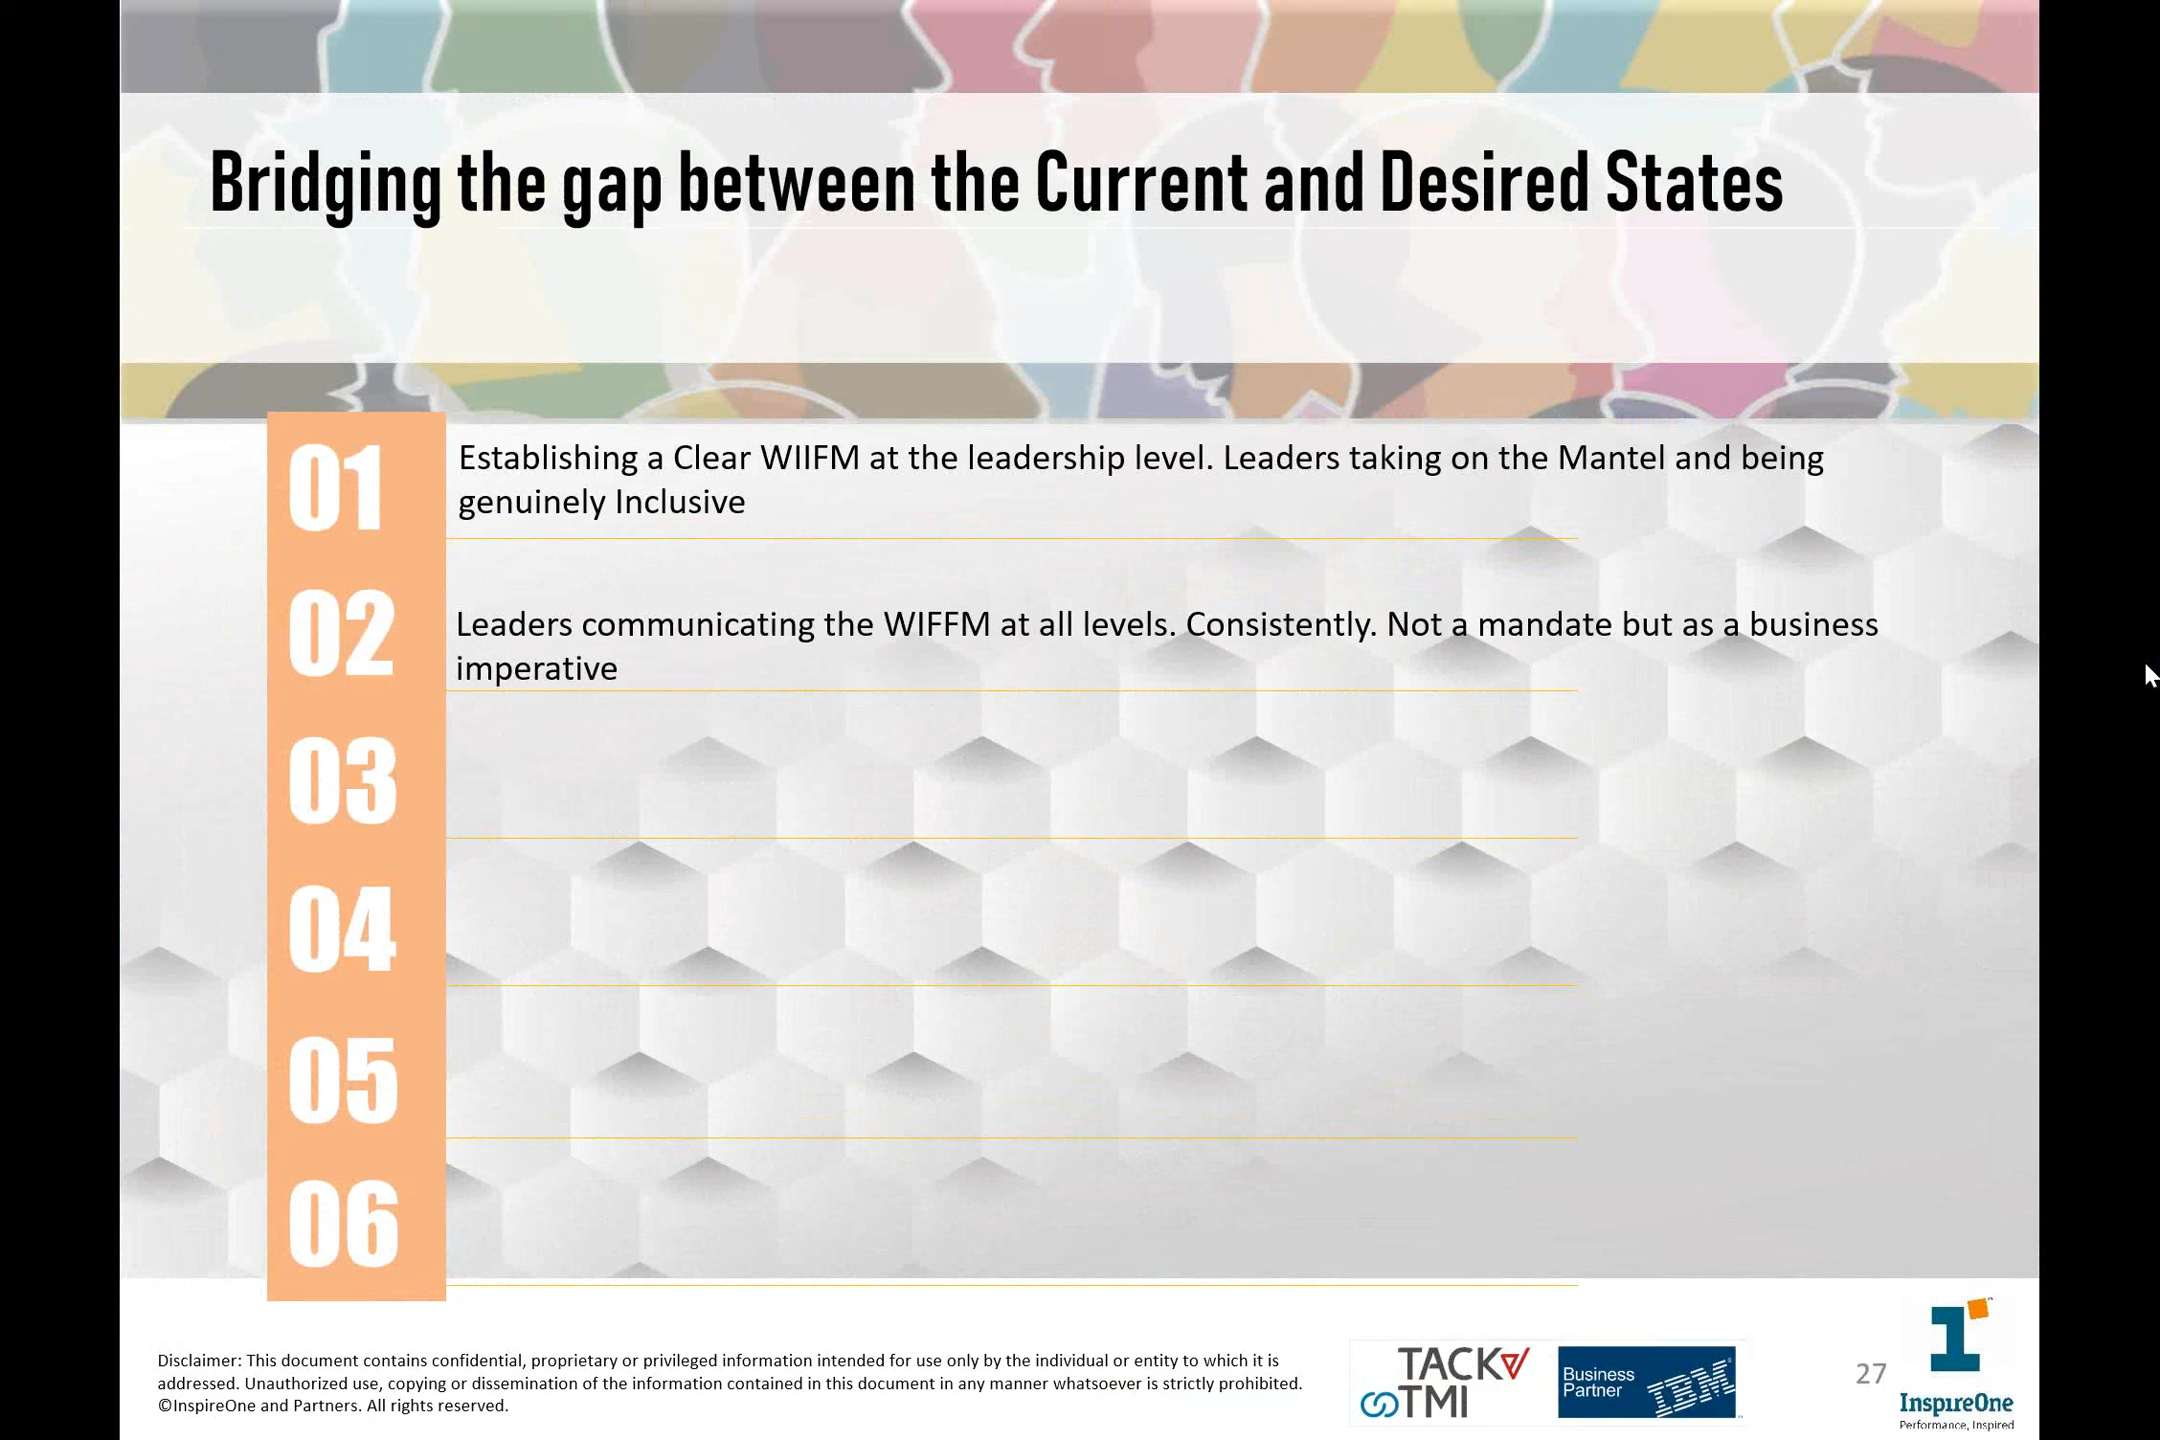 Bridging the gap between the Current and Desired States
01
Establishing a Clear WIIFM at the leadership level. Leaders taking on the Mantel and being
genuinely Inclusive
02
Leaders communicating the WIFFM at all levels. Consistently. Not a mandate but as a business
imperative
03
04
05
06
Disclaimer: This document contains confidential, proprietary or privileged information intended for use only by the individual or entity to which it is
addressed. Unauthorized use, copying or dissemination of the information contained in this document in any manner whatsoever is strictly prohibited.
©InspireOne and Partners. All rights reserved.
TACK
TMI
Business
Partner
IBM
27
InspireOne
Performance, Inspired